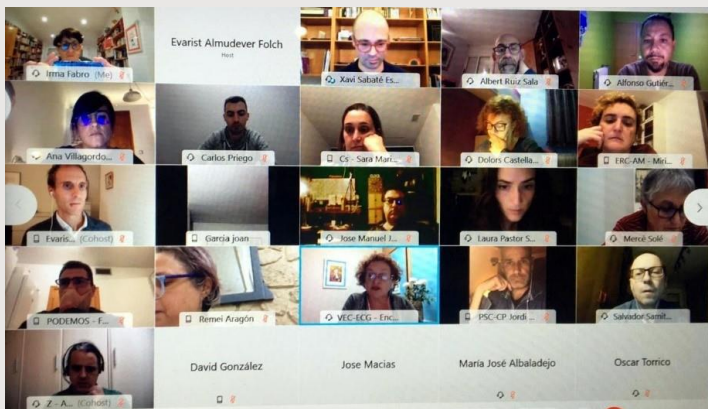 Irma Fabro (Me)
Evarist Almudever Folch
Host
Xavi Sabaté Es...
Albert Ruiz Sala
Alfonso Gutiér...
Ana Villagordo...
Carlos Priego
Cs - Sara Mari...
Dolors Castella...
ERC-AM - Miri...
Evaris... (Cohost)
Garcia joan
Jose Manuel J...
Laura Pastor S...
Mercè Solé
PODEMOS - F...
Remei Aragón
VEC-ECG - Eric...
PSC-CP Jordi ...
Salvador Samit...
Z - A... (Cohost)
David González
Jose Macias
María José Albaladejo
Oscar Torrico